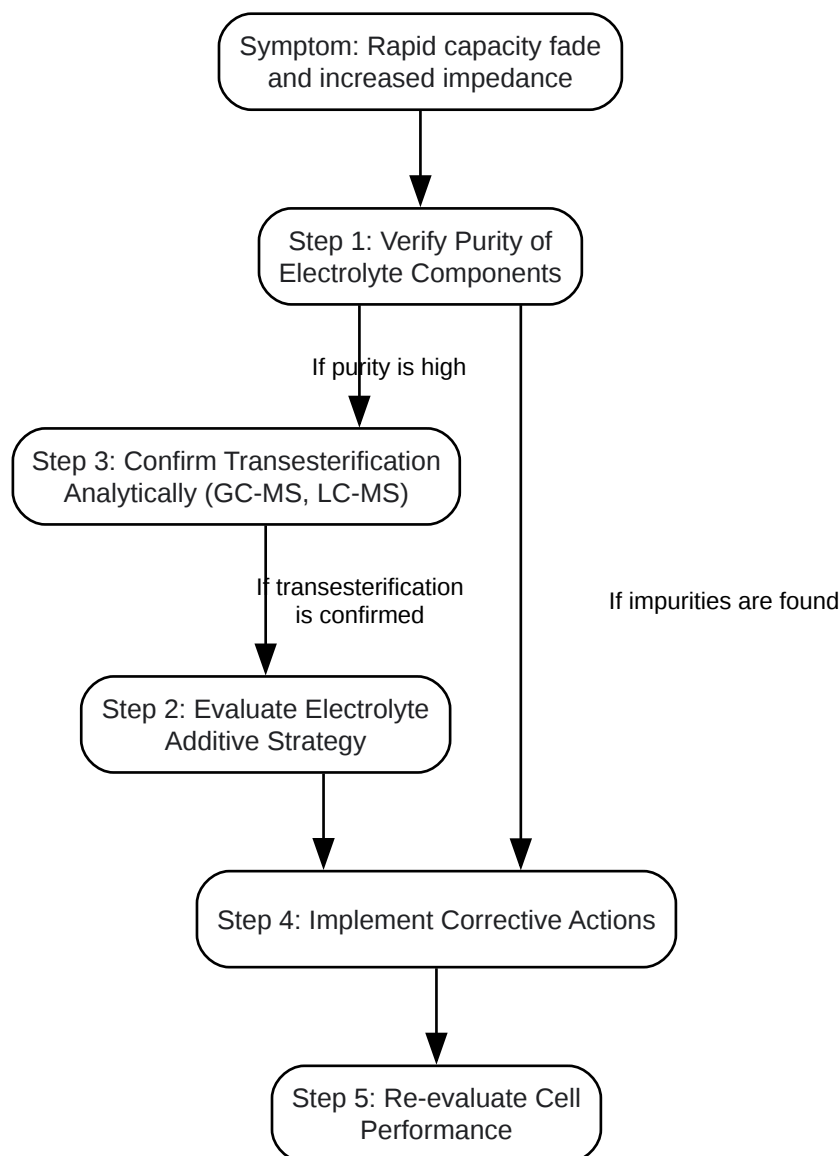 Symptom: Rapid capacity fade
and increased impedance
Step 1: Verify Purity of
Electrolyte Components
If purity is high
Step 3: Confirm Transesterification
Analytically (GC-MS, LC-MS)
If transesterification
is confirmed
If impurities are found
Step 2: Evaluate Electrolyte
Additive Strategy
Step 4: Implement Corrective Actions
Step 5: Re-evaluate Cell
Performance